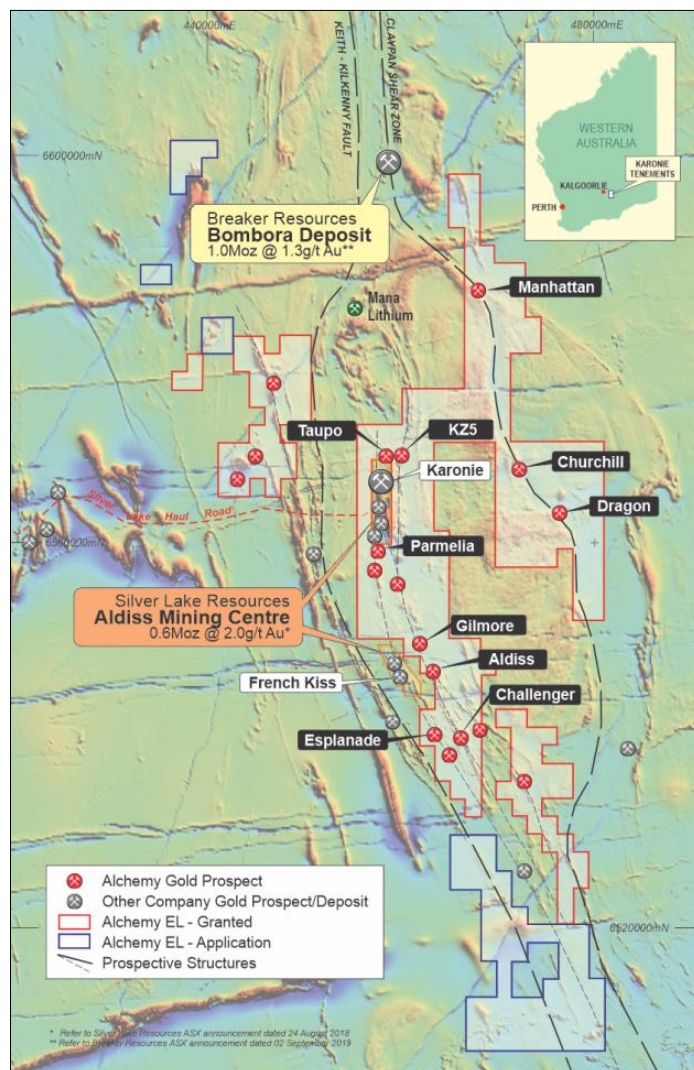 440000mE
480000mE
KEITH - KILKENNY FAULT
CLAYPAN SHEAR ZONE
6600000mN
WESTERN
AUSTRALIA
KARONIE
TENEMENTS
KALGOORLIE
PERTH
Breaker Resources
Bombora Deposit
1.0Moz @ 1.3g/t Au**
Manhattan
Mana
Lithium
Taupo
KZ5
Karonie
Churchill
Dragon
Silver Lake Haul Road
6560000mN
Parmelia
Silver Lake Resources
Aldiss Mining Centre
0.6Moz @ 2.0g/t Au*
Gilmore
Aldiss
French Kiss
Challenger
Esplanade
Alchemy Gold Prospect
Other Company Gold Prospect/Deposit
Alchemy EL - Granted
Alchemy EL - Application
Prospective Structures
6520000mN
* Refer to Silver Lake Resources ASX announcement dated 24 August 2018
** Refer to Breaker Resources ASX announcement dated 02 September 2019